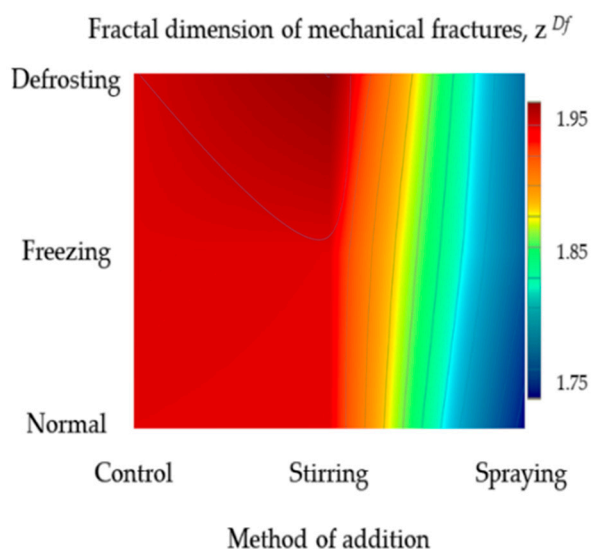 Fractal dimension of mechanical fractures, z Df
Defrosting
1.95
Freezing
1.85
1.75
Normal
Control Stirring Spraying
Method of addition